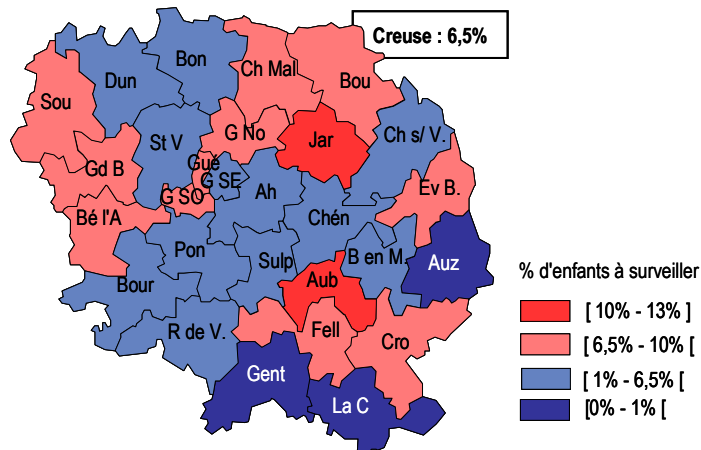 Creuse : 6,5%
Bon
Ch Mal
Dun
Bou
Sou
G No
Jar
Ch s/ V.
St V
Gué
Gd B
G SE
Ah
Ev B.
G SO
Bé l'A
Chén
Pon
B en M.
Sulp
Auz
Bour
Aub
R de V.
Fell
Cro
Gent
La C
% d'enfants à surveiller
[ 10% - 13% ]
[ 6,5% - 10% [
[ 1% - 6,5% [
[0% - 1% [